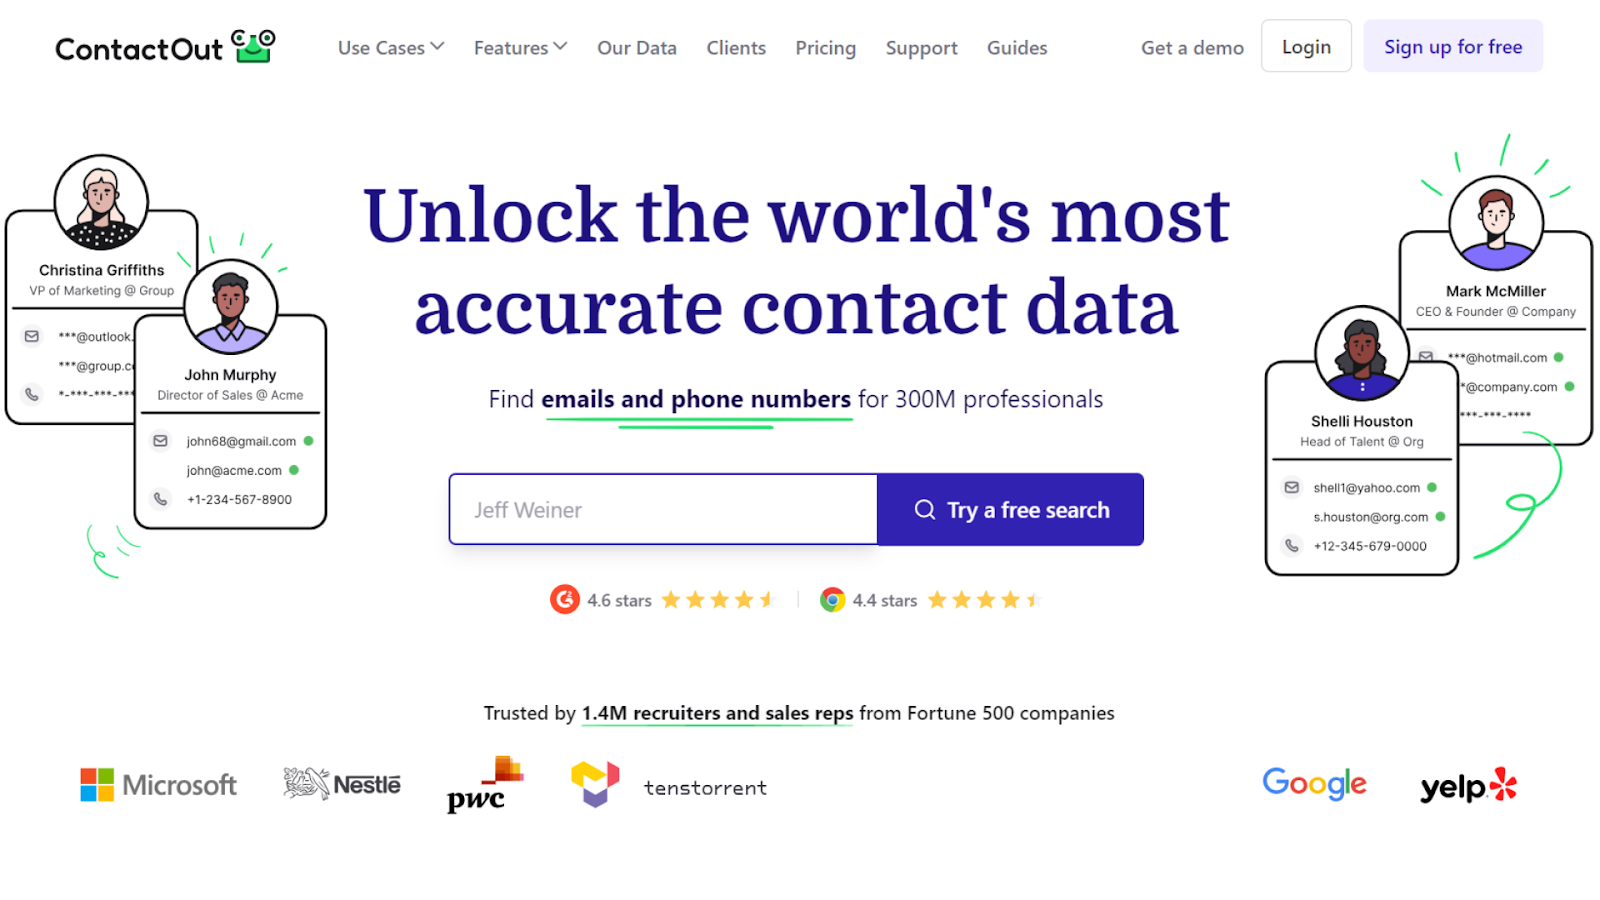 ContactOut
Use Cases
Features
Our Data
Clients
Pricing
Support
Guides
Get a demo
Login
Sign up for free
Unlock the world's most
accurate contact data
Find emails and phone numbers for 300M professionals
Jeff Weiner
Try a free search
4.6 stars
4.4 stars
Christina Griffiths
VP of Marketing @ Group
***@outlook.
***@group.c
*-***-***-**
John Murphy
Director of Sales @ Acme
john68@gmail.com
john@acme.com
+1-234-567-8900
Mark McMiller
CEO & Founder @ Company
***@hotmail.com
*@company.com
***-***-****
Shelli Houston
Head of Talent @ Org
shell1@yahoo.com
s.houston@org.com
+12-345-679-0000
Trusted by 1.4M recruiters and sales reps from Fortune 500 companies
Microsoft
Nestlé
pwc
tenstorrent
Google
yelp